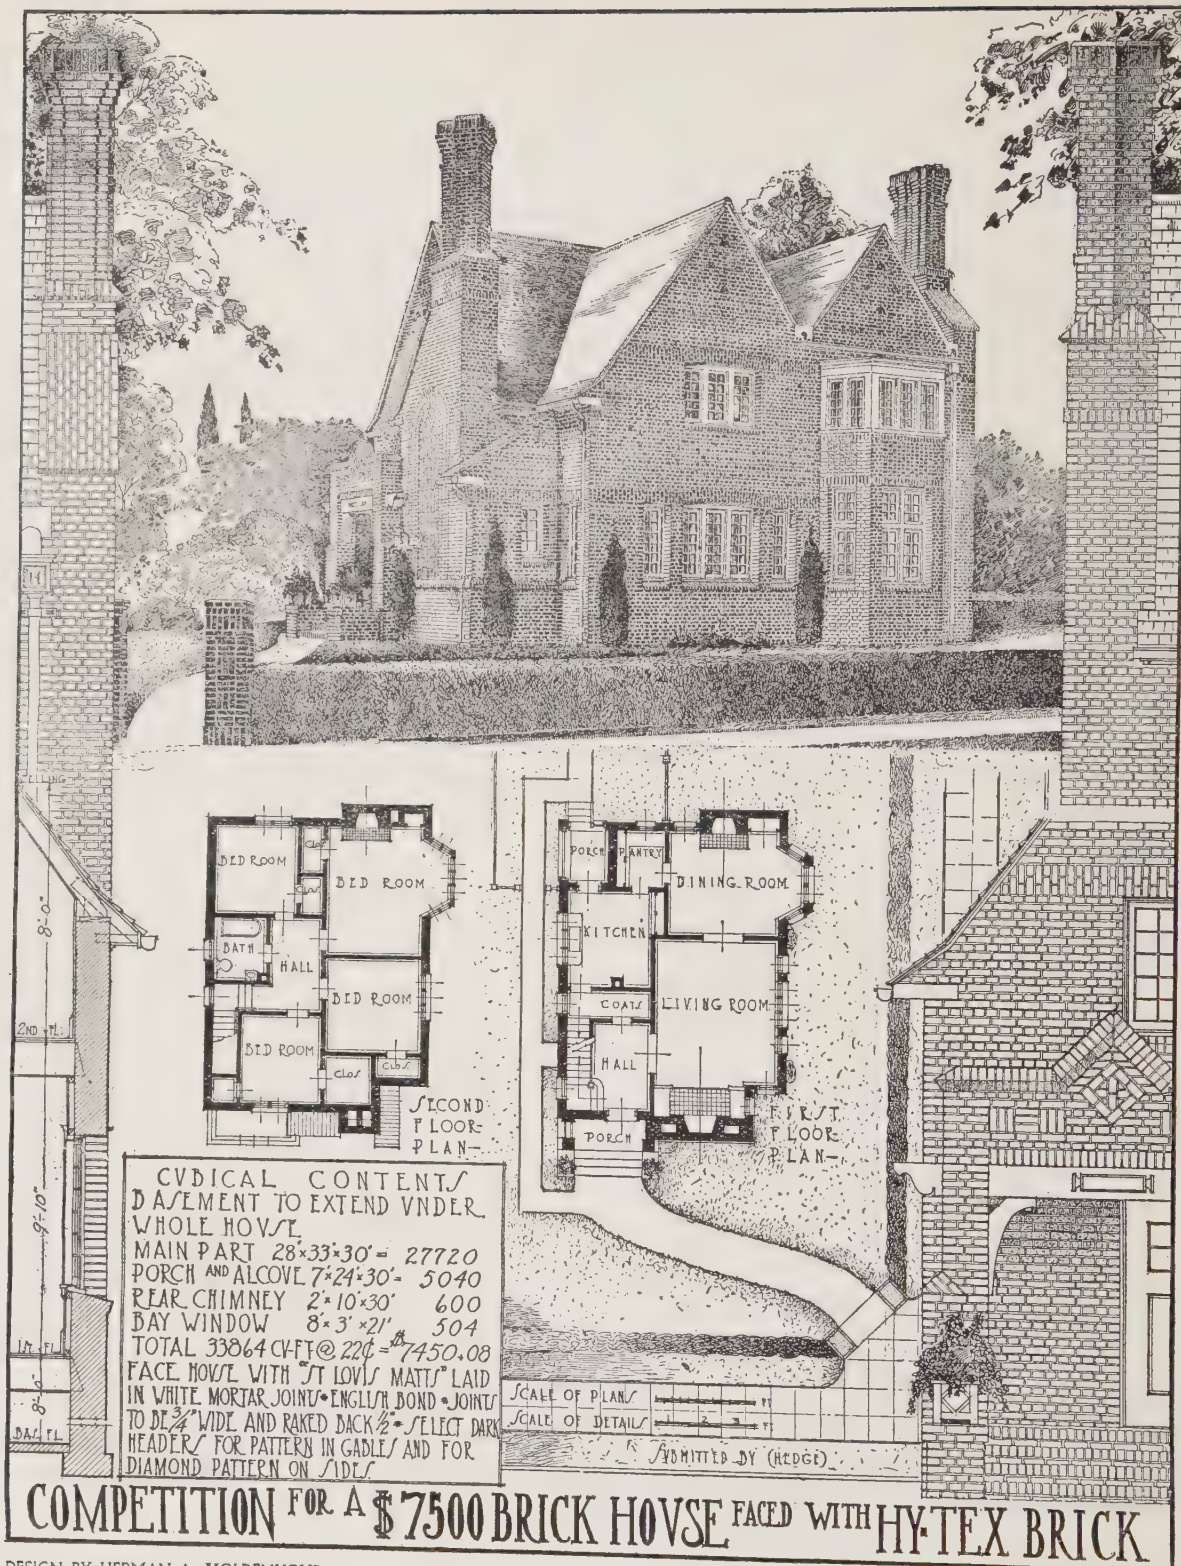 CEILING
8'-0"
2ND FL.
9'-10"
1ST FL.
8'-0"
BAS. FL.
BED ROOM
CLO.
CLO.
BED ROOM
BATH
HALL
BED ROOM
BED ROOM
CLOS
CLOS.
SECOND
FLOOR
PLAN—
PORCH
PANTRY
DINING ROOM
KITCHEN
COATS
LIVING ROOM
HALL
PORCH
FIRST
FLOOR
PLAN—
CVBICAL CONTENTS
BASEMENT TO EXTEND VNDER
WHOLE HOVSE.
MAIN PART 28'×33'×30' = 27720
PORCH AND ALCOVE 7'×24'×30' = 5040
REAR CHIMNEY 2'×10'×30' 600
BAY WINDOW 8'×3'×21' 504
TOTAL 33864 CV-FT @ 22¢ = $7450.08
FACE HOVSE WITH "ST LOVIS MATTS" LAID
IN WHITE MORTAR JOINTS • ENGLISH BOND • JOINTS
TO BE 3/4" WIDE AND RAKED BACK 1/2" • SELECT DARK
HEADERS FOR PATTERN IN GABLES AND FOR
DIAMOND PATTERN ON SIDES.
SCALE OF PLANS FT
SCALE OF DETAILS 1 2 3 FT
SVBMITTED BY (HEDGE)
COMPETITION FOR A $7500 BRICK HOVSE FACED WITH HY-TEX BRICK
DESIGN BY HERMAN A.